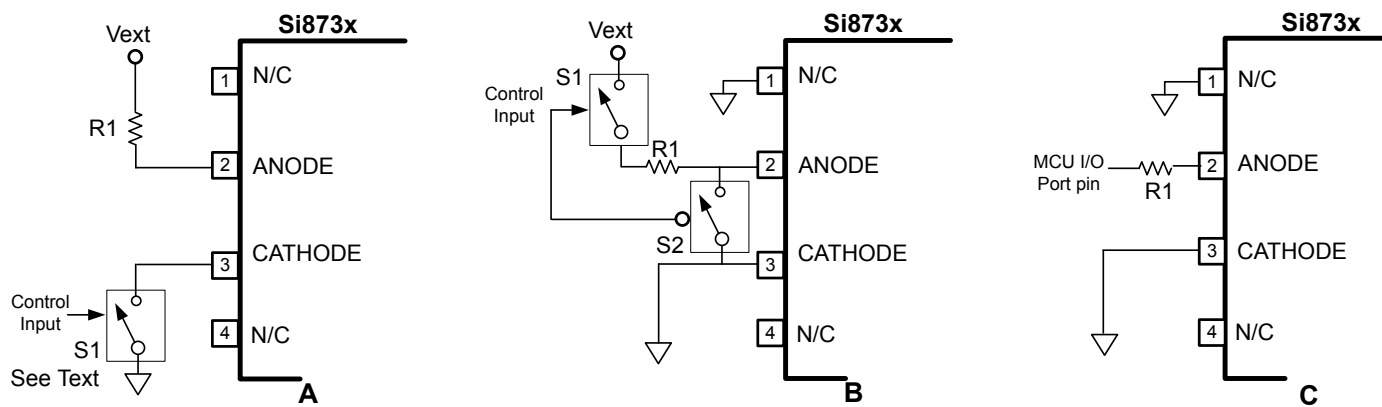 Si873x
Vext
R1
1
N/C
2
ANODE
3
CATHODE
4
N/C
Control
Input
S1
See Text
A
Si873x
Vext
S1
Control
Input
R1
S2
1
N/C
2
ANODE
3
CATHODE
4
N/C
B
Si873x
1
N/C
MCU I/O
Port pin
R1
2
ANODE
3
CATHODE
4
N/C
C